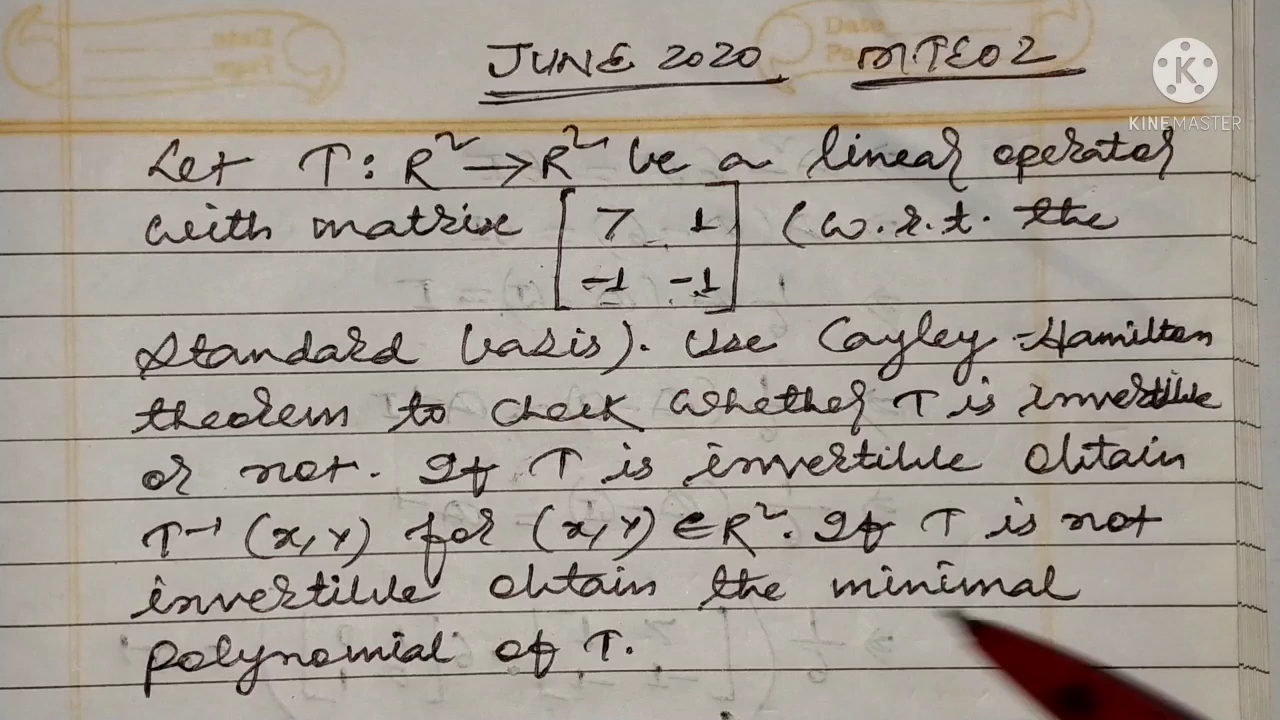 JUNE 2020 MTE02
KINEMASTER
Let T: R² → R² be a linear operator
with matrix [ 7 1 (w.r.t. the
-1 -1 ]
Standard basis). Use Cayley-Hamilton
theorem to check whether T is invertible
or not. If T is invertible obtain
T⁻¹ (x,y) for (x,y) ∈ R². If T is not
invertible obtain the minimal
polynomial of T.